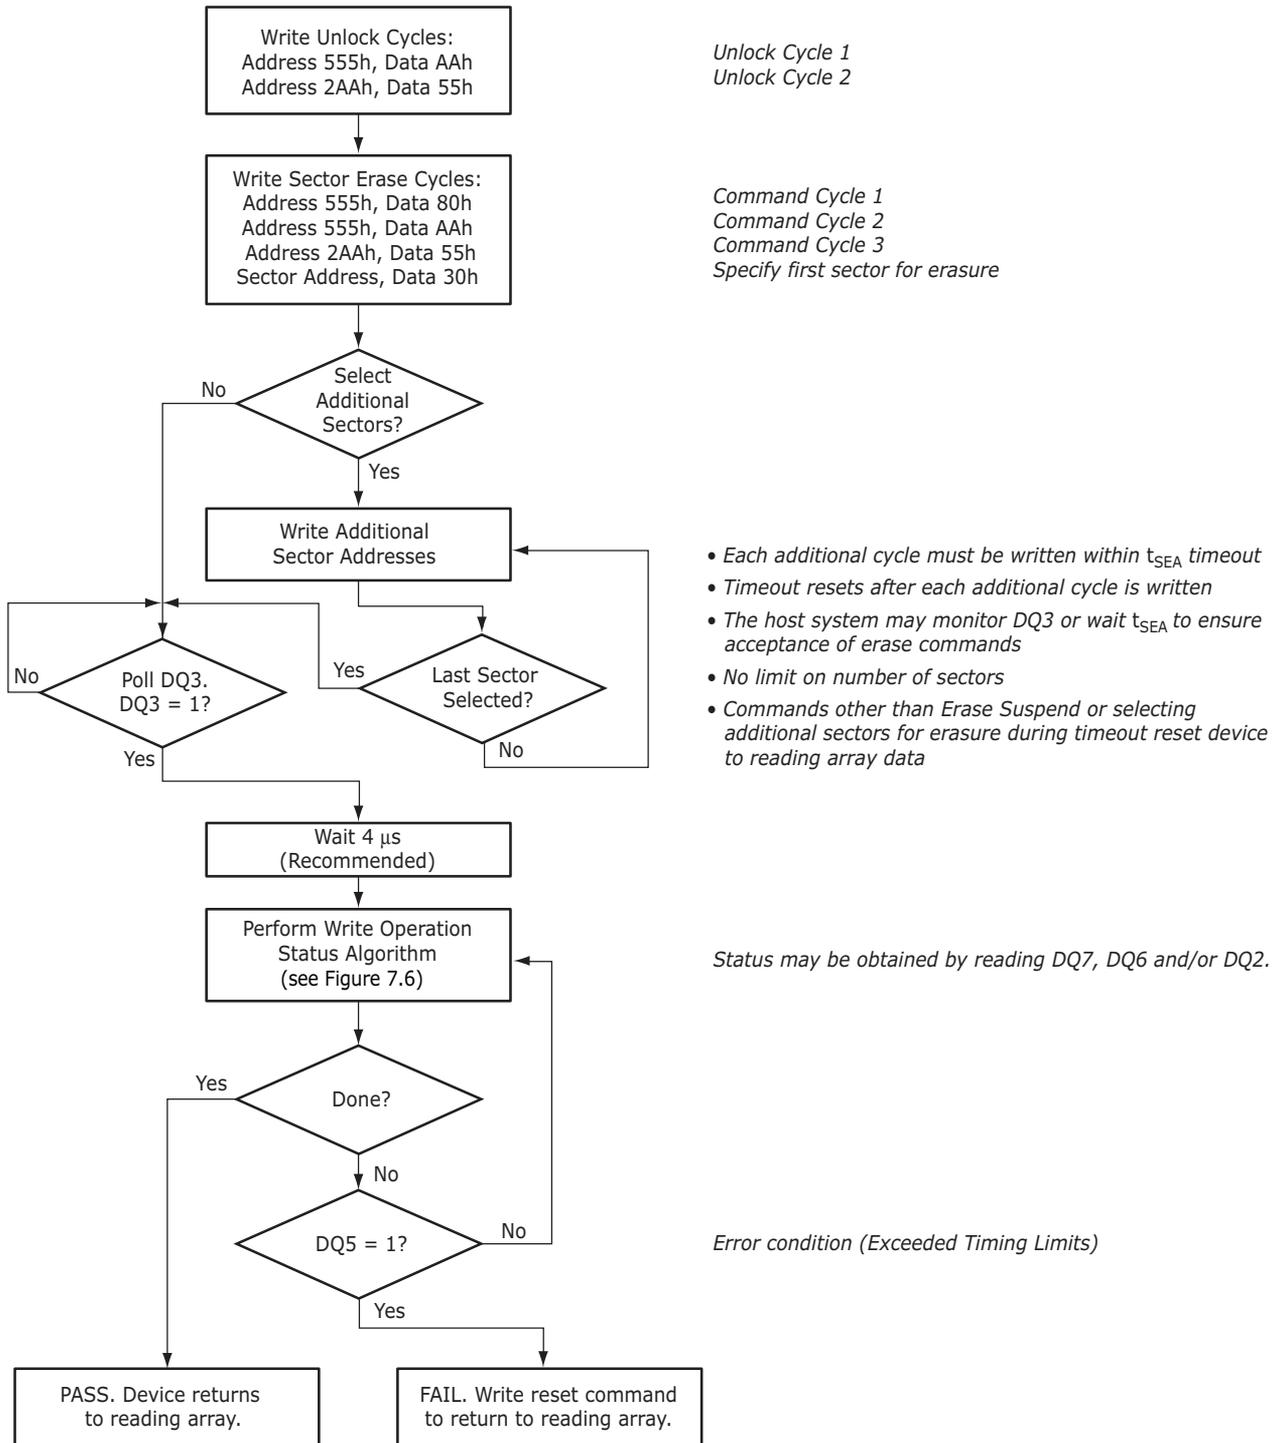 Write Unlock Cycles:
Address 555h, Data AAh
Address 2AAh, Data 55h
Unlock Cycle 1
Unlock Cycle 2
Write Sector Erase Cycles:
Address 555h, Data 80h
Address 555h, Data AAh
Address 2AAh, Data 55h
Sector Address, Data 30h
Command Cycle 1
Command Cycle 2
Command Cycle 3
Specify first sector for erasure
Select
Additional
Sectors?
No
Yes
Write Additional
Sector Addresses
• Each additional cycle must be written within tSEA timeout
• Timeout resets after each additional cycle is written
• The host system may monitor DQ3 or wait tSEA to ensure
acceptance of erase commands
• No limit on number of sectors
• Commands other than Erase Suspend or selecting
additional sectors for erasure during timeout reset device
to reading array data
No
Poll DQ3.
DQ3 = 1?
Yes
Yes
Last Sector
Selected?
No
Wait 4 μs
(Recommended)
Perform Write Operation
Status Algorithm
(see Figure 7.6)
Status may be obtained by reading DQ7, DQ6 and/or DQ2.
Yes
Done?
No
DQ5 = 1?
No
Error condition (Exceeded Timing Limits)
Yes
PASS. Device returns
to reading array.
FAIL. Write reset command
to return to reading array.